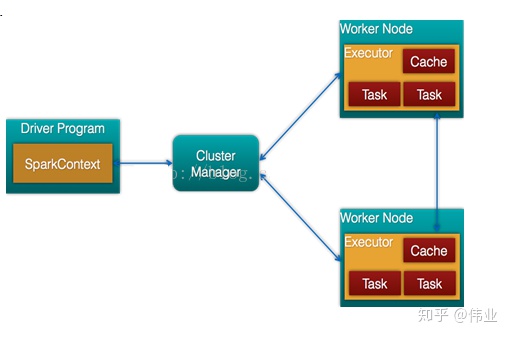 Driver Program
SparkContext
Cluster
Manager
Worker Node
Executor
Cache
Task
Task
Worker Node
Executor
Cache
Task
Task
知乎 @伟业